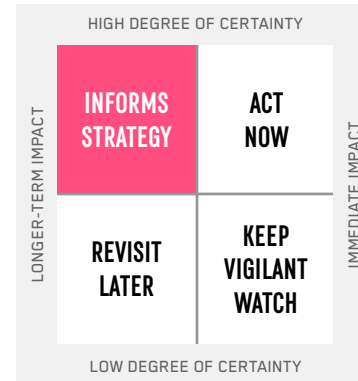 HIGH DEGREE OF CERTAINTY
LONGER-TERM IMPACT
INFORMS
STRATEGY
ACT
NOW
IMMEDIATE IMPACT
REVISIT
LATER
KEEP
VIGILANT
WATCH
LOW DEGREE OF CERTAINTY